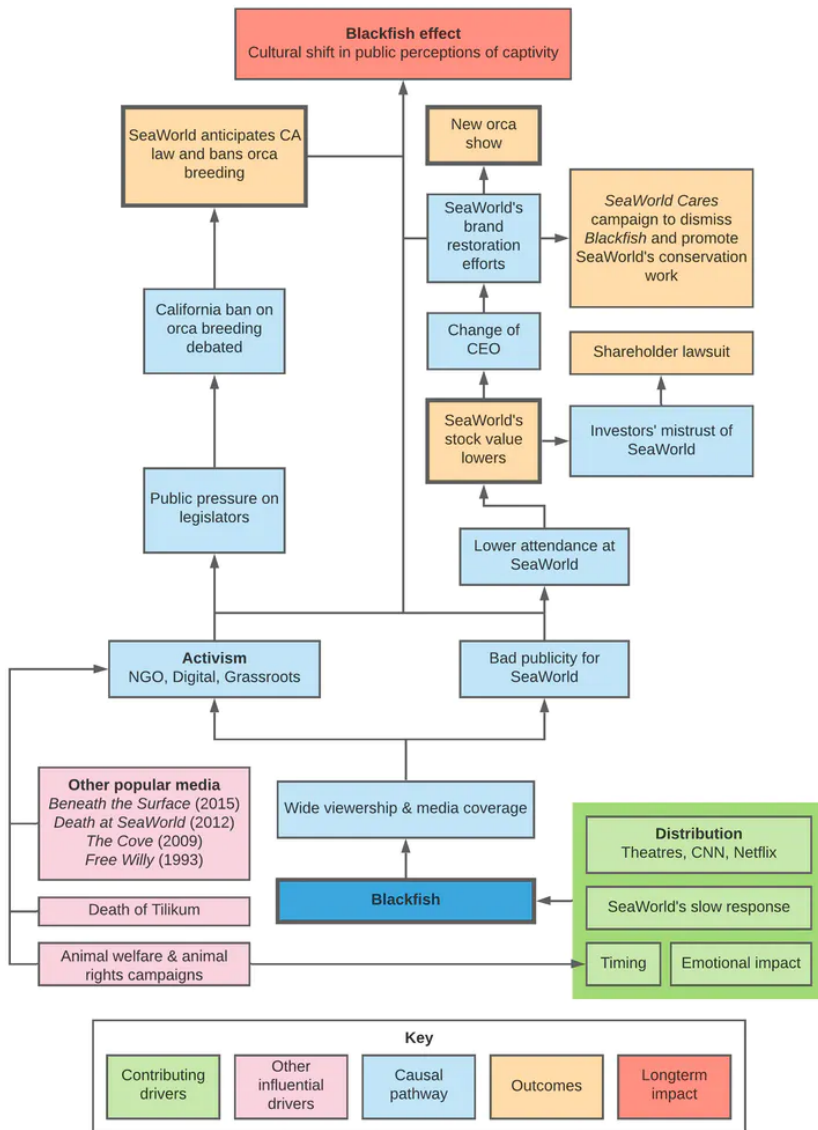 Blackfish effect
Cultural shift in public perceptions of captivity
SeaWorld anticipates CA
law and bans orca
breeding
New orca
show
SeaWorld's
brand
restoration
efforts
SeaWorld Cares
campaign to dismiss
Blackfish and promote
SeaWorld's conservation
work
California ban on
orca breeding
debated
Change of
CEO
Shareholder lawsuit
SeaWorld's
stock value
lowers
Investors' mistrust of
SeaWorld
Public pressure on
legislators
Lower attendance at
SeaWorld
Activism
NGO, Digital, Grassroots
Bad publicity for
SeaWorld
Other popular media
Beneath the Surface (2015)
Death at SeaWorld (2012)
The Cove (2009)
Free Willy (1993)
Wide viewership & media coverage
Distribution
Theatres, CNN, Netflix
Blackfish
SeaWorld's slow response
Death of Tilikum
Animal welfare & animal
rights campaigns
Timing
Emotional impact
Key
Contributing
drivers
Other
influential
drivers
Causal
pathway
Outcomes
Longterm
impact